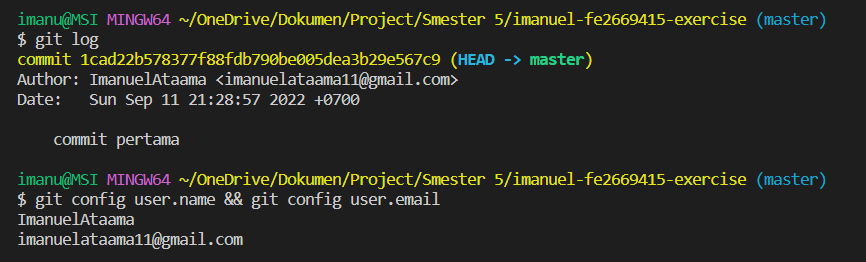 imanu@MSI MINGW64 ~/OneDrive/Dokumen/Project/Smester 5/imanuel-fe2669415-exercise (master)
$ git log
commit 1cad22b578377f88fdb790be005dea3b29e567c9 (HEAD -> master)
Author: ImanuelAtaama <imanuelataama11@gmail.com>
Date:   Sun Sep 11 21:28:57 2022 +0700
    commit pertama
imanu@MSI MINGW64 ~/OneDrive/Dokumen/Project/Smester 5/imanuel-fe2669415-exercise (master)
$ git config user.name && git config user.email
ImanuelAtaama
imanuelataama11@gmail.com